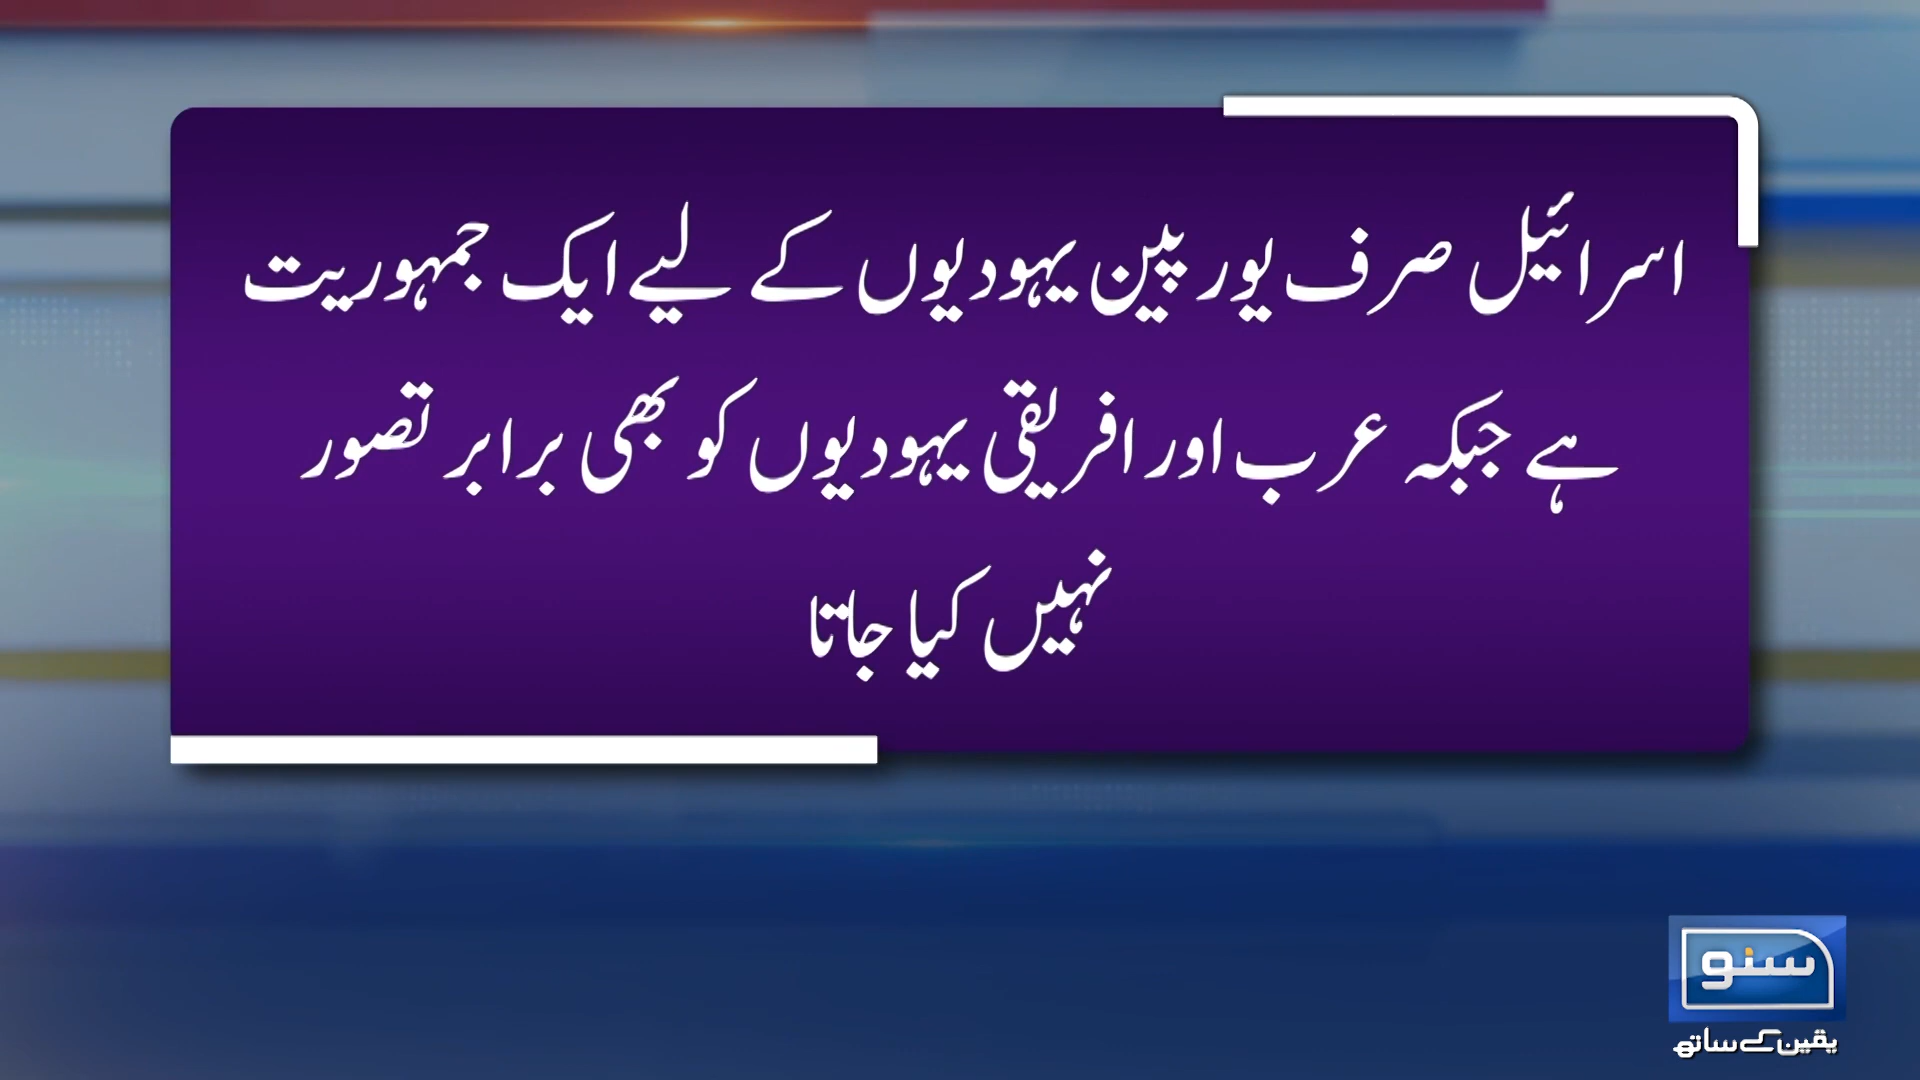 اسرائیل صرف یورپین یہودیوں کے لیے ایک جمہوریت
ہے جبکہ عرب اور افریقی یہودیوں کو بھی برابر تصور
نہیں کیا جاتا
سنو
یقین کے ساتھ